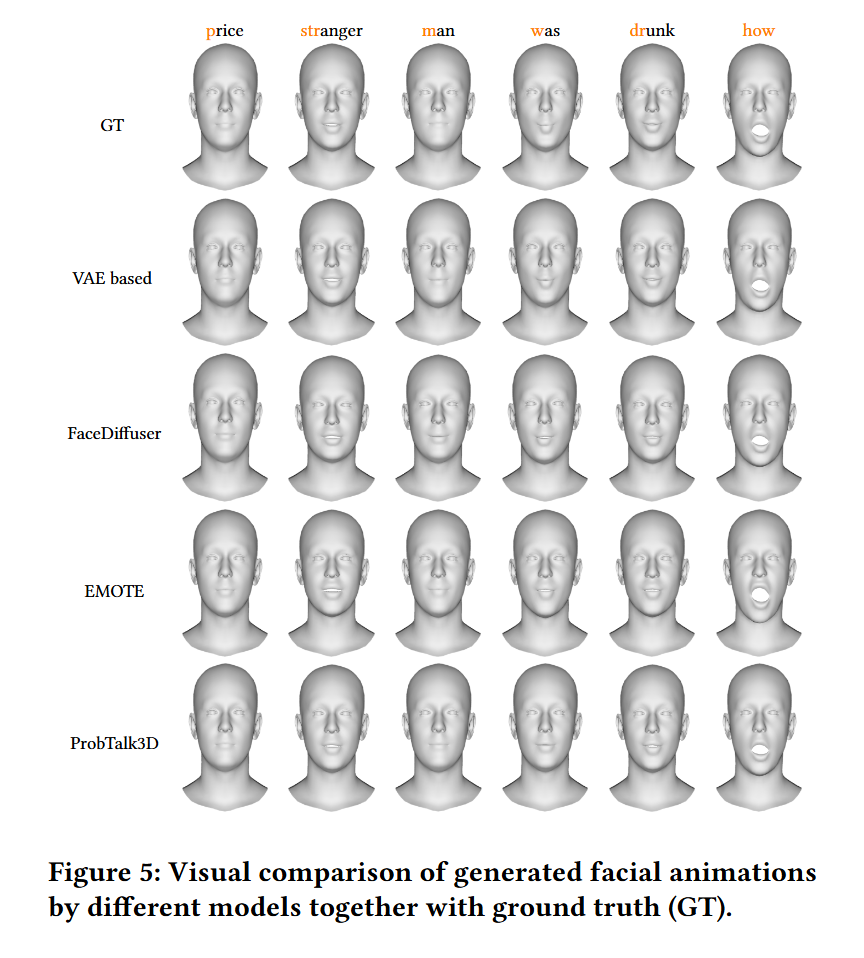 price stranger man was drunk how
GT
VAE based
FaceDiffuser
EMOTE
ProbTalk3D
Figure 5: Visual comparison of generated facial animations
by different models together with ground truth (GT).